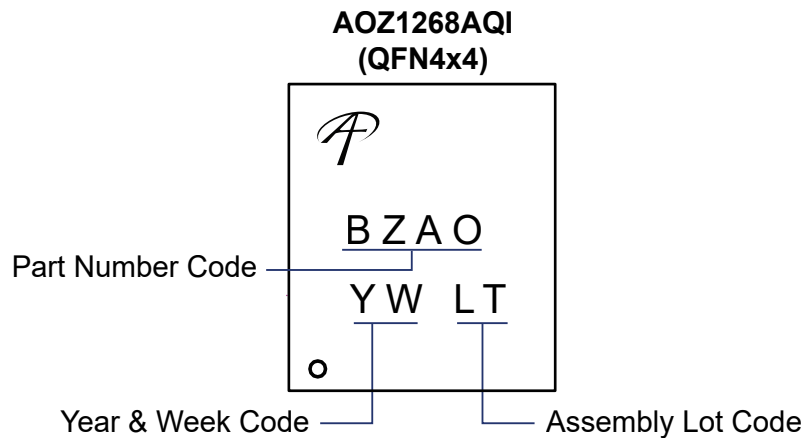 AOZ1268AQI
(QFN4x4)
BZAO
Part Number Code
YW LT
Year & Week Code
Assembly Lot Code